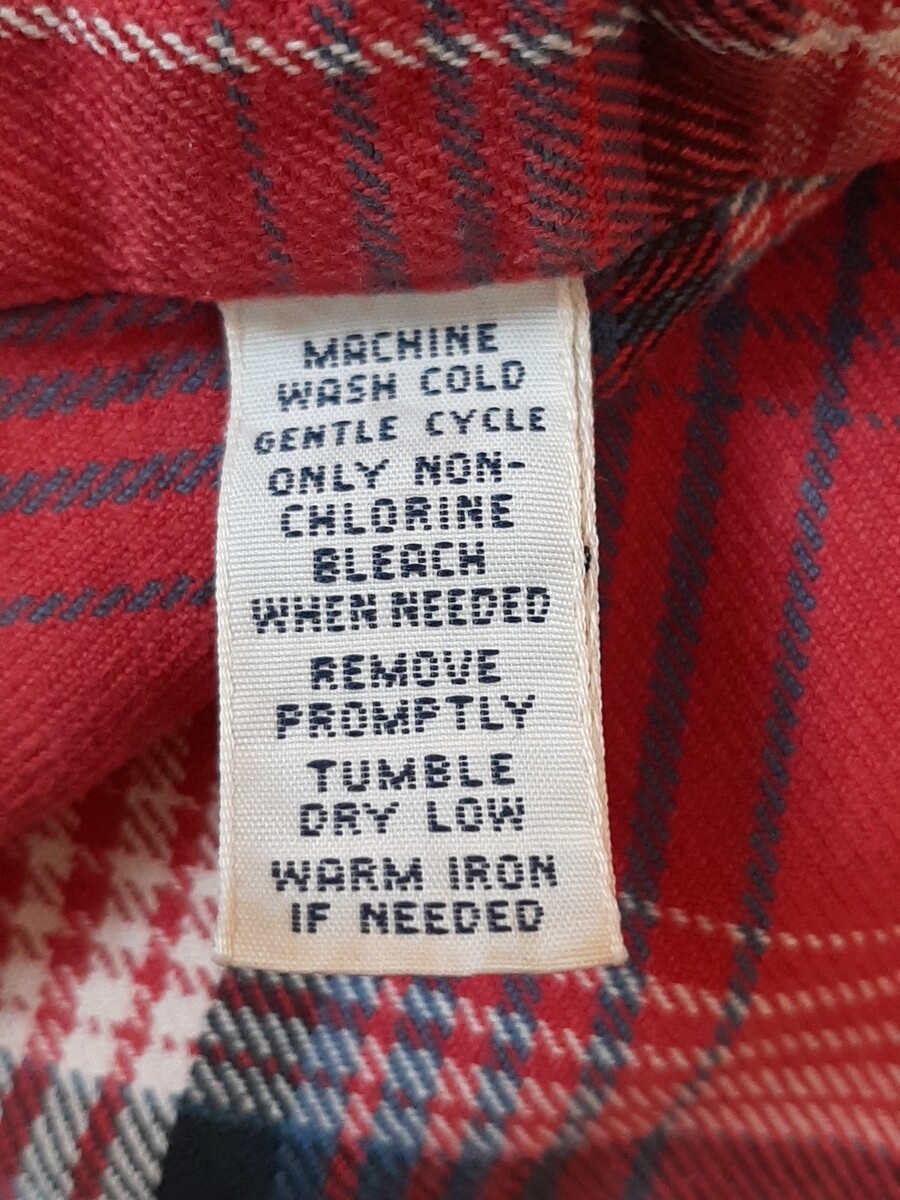 MACHINE
WASH COLD
GENTLE CYCLE
ONLY NON-
CHLORINE
BLEACH
WHEN NEEDED
REMOVE
PROMPTLY
TUMBLE
DRY LOW
WARM IRON
IF NEEDED